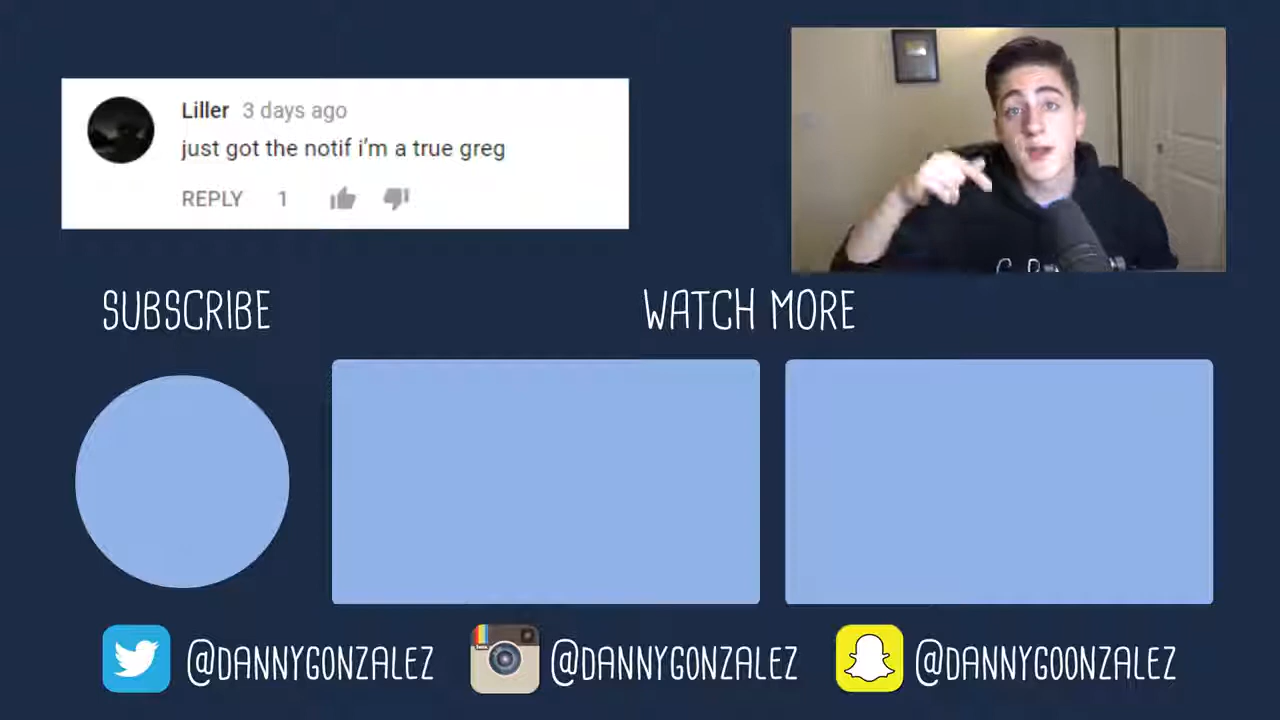 Liller 3 days ago
just got the notif i'm a true greg
REPLY 1
SUBSCRIBE
WATCH MORE
@DANNYGONZALEZ
@DANNYGONZALEZ
@DANNYGOONZALEZ